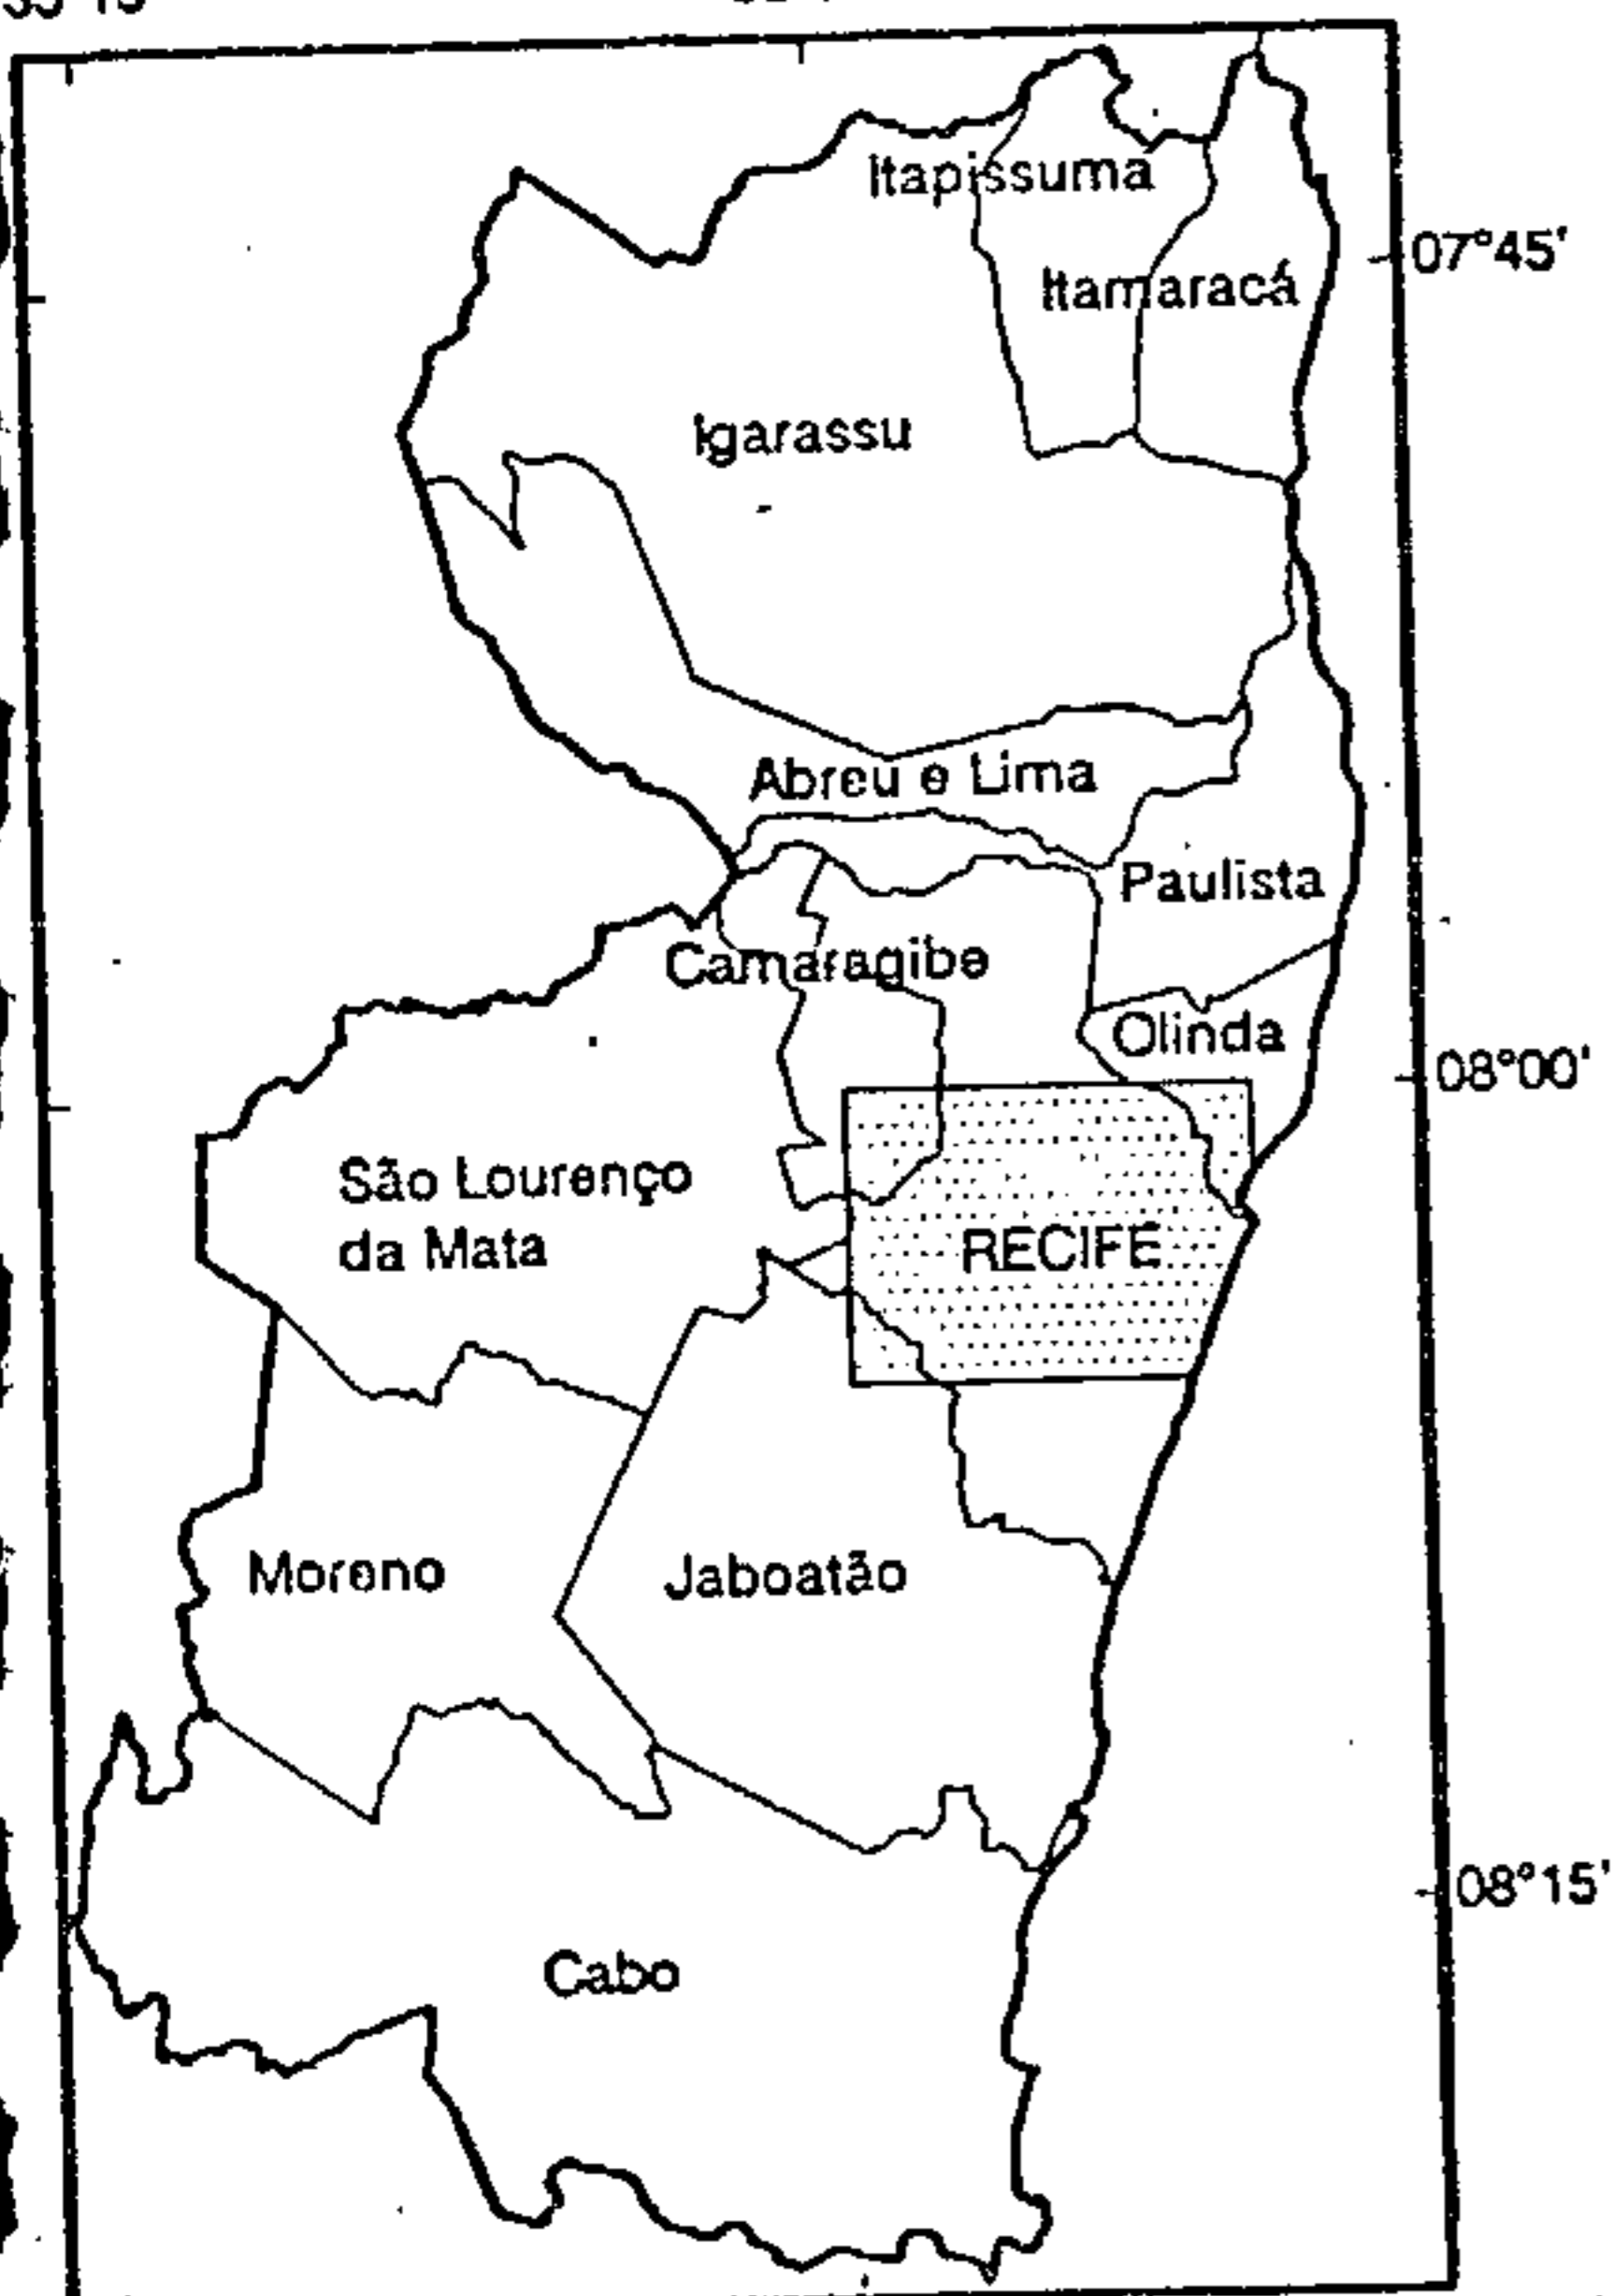 Itapissuma
07°45'
Itamaracá
Igarassu
Abreu e Lima
Paulista
Camaragibe
Olinda
08°00'
São Lourenço
da Mata
RECIFE
Moreno
Jaboatão
08°15'
Cabo